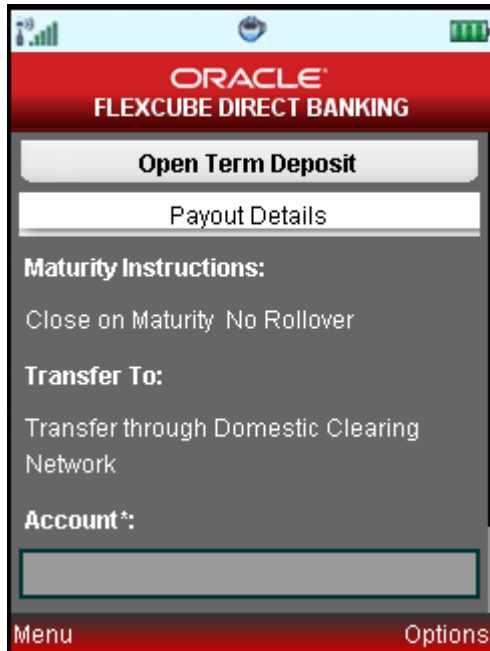 ORACLE
FLEXCUBE DIRECT BANKING
Open Term Deposit
Payout Details
Maturity Instructions:
Close on Maturity No Rollover
Transfer To:
Transfer through Domestic Clearing
Network
Account*:
Menu Options